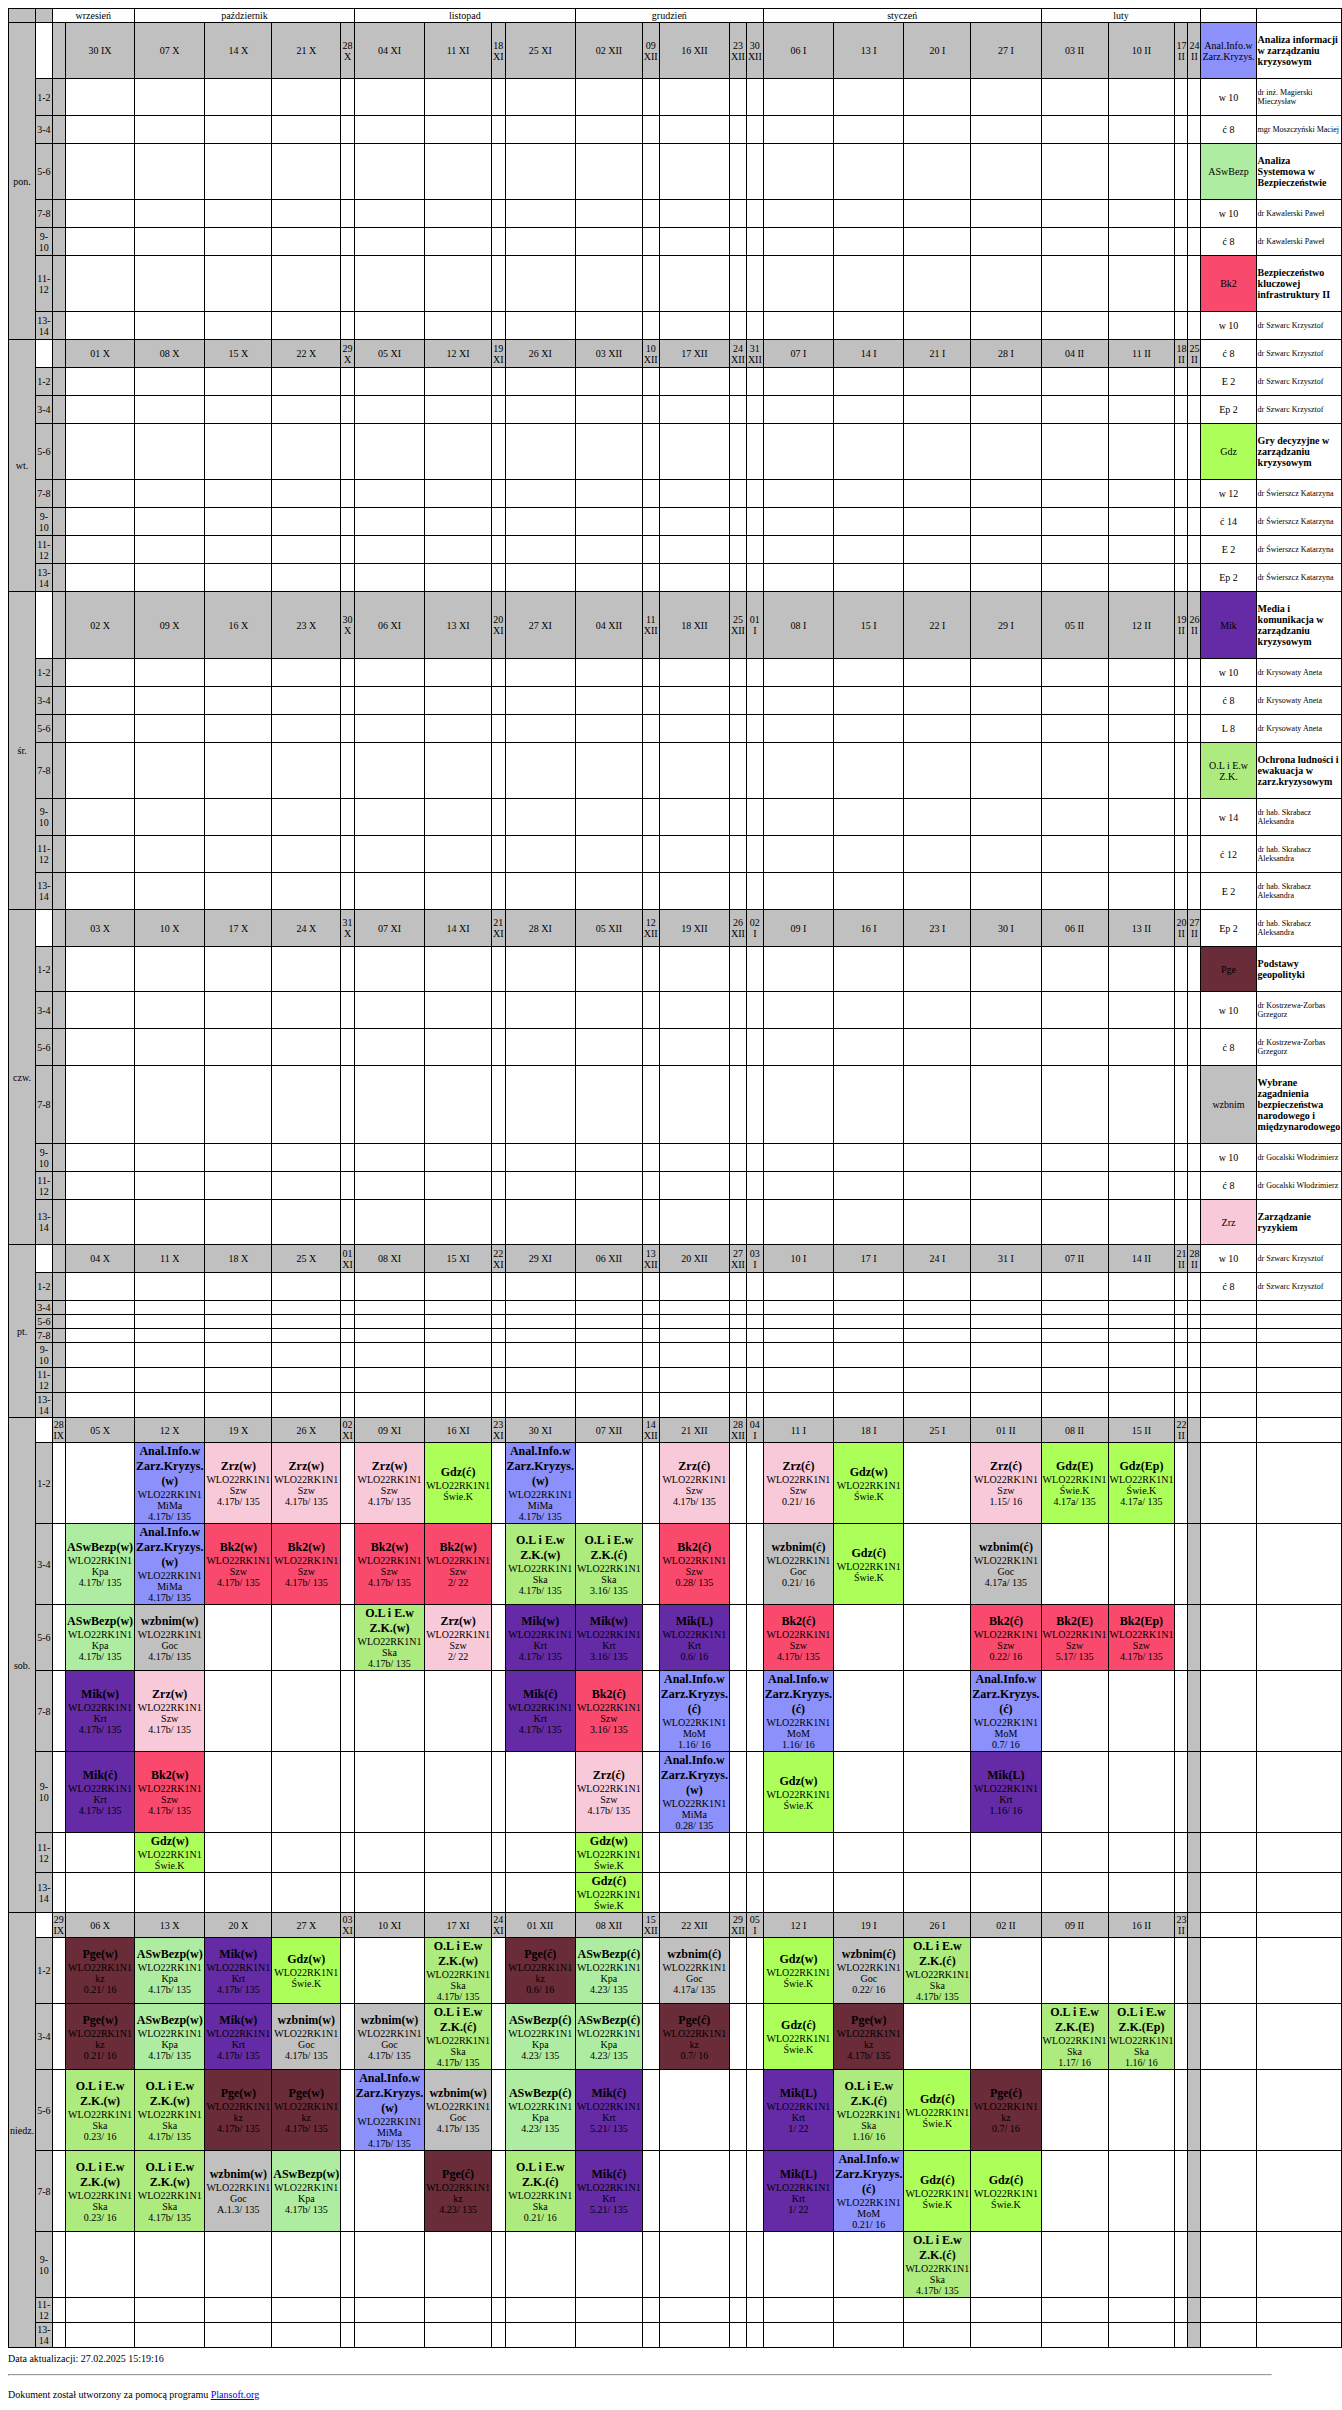 wrzesień październik listopad grudzień styczeń luty
pon. 30 IX 07 X 14 X 21 X 28 X 04 XI 11 XI 18 XI 25 XI 02 XII 09 XII 16 XII 23 XII 30 XII 06 I 13 I 20 I 27 I 03 II 10 II 17 II 24 II Anal.Info.w Zarz.Kryzys. Analiza informacji w zarządzaniu kryzysowym
1-2 w 10 dr inż. Magierski Mieczysław
3-4 ć 8 mgr Moszczyński Maciej
5-6 ASwBezp Analiza Systemowa w Bezpieczeństwie
7-8 w 10 dr Kawalerski Paweł
9-10 ć 8 dr Kawalerski Paweł
11-12 Bk2 Bezpieczeństwo kluczowej infrastruktury II
13-14 w 10 dr Szwarc Krzysztof
wt. 01 X 08 X 15 X 22 X 29 X 05 XI 12 XI 19 XI 26 XI 03 XII 10 XII 17 XII 24 XII 31 XII 07 I 14 I 21 I 28 I 04 II 11 II 18 II 25 II ć 8 dr Szwarc Krzysztof
1-2 E 2 dr Szwarc Krzysztof
3-4 Ep 2 dr Szwarc Krzysztof
5-6 Gdz Gry decyzyjne w zarządzaniu kryzysowym
7-8 w 12 dr Świerszcz Katarzyna
9-10 ć 14 dr Świerszcz Katarzyna
11-12 E 2 dr Świerszcz Katarzyna
13-14 Ep 2 dr Świerszcz Katarzyna
śr. 02 X 09 X 16 X 23 X 30 X 06 XI 13 XI 20 XI 27 XI 04 XII 11 XII 18 XII 25 XII 01 I 08 I 15 I 22 I 29 I 05 II 12 II 19 II 26 II Mik Media i komunikacja w zarządzaniu kryzysowym
1-2 w 10 dr Krysowaty Aneta
3-4 ć 8 dr Krysowaty Aneta
5-6 L 8 dr Krysowaty Aneta
7-8 O.L i E.w Z.K. Ochrona ludności i ewakuacja w zarz.kryzysowym
9-10 w 14 dr hab. Skrabacz Aleksandra
11-12 ć 12 dr hab. Skrabacz Aleksandra
13-14 E 2 dr hab. Skrabacz Aleksandra
czw. 03 X 10 X 17 X 24 X 31 X 07 XI 14 XI 21 XI 28 XI 05 XII 12 XII 19 XII 26 XII 02 I 09 I 16 I 23 I 30 I 06 II 13 II 20 II 27 II Ep 2 dr hab. Skrabacz Aleksandra
1-2 Pge Podstawy geopolityki
3-4 w 10 dr Kostrzewa-Zorbas Grzegorz
5-6 ć 8 dr Kostrzewa-Zorbas Grzegorz
7-8 wzbnim Wybrane zagadnienia bezpieczeństwa narodowego i międzynarodowego
9-10 w 10 dr Gocalski Włodzimierz
11-12 ć 8 dr Gocalski Włodzimierz
13-14 Zrz Zarządzanie ryzykiem
pt. 04 X 11 X 18 X 25 X 01 XI 08 XI 15 XI 22 XI 29 XI 06 XII 13 XII 20 XII 27 XII 03 I 10 I 17 I 24 I 31 I 07 II 14 II 21 II 28 II w 10 dr Szwarc Krzysztof
1-2 ć 8 dr Szwarc Krzysztof
3-4
5-6
7-8
9-10
11-12
13-14
sob. 28 IX 05 X 12 X 19 X 26 X 02 XI 09 XI 16 XI 23 XI 30 XI 07 XII 14 XII 21 XII 28 XII 04 I 11 I 18 I 25 I 01 II 08 II 15 II 22 II
1-2 Anal.Info.w Zarz.Kryzys.(w) WLO22RK1N1 MiMa 4.17b/ 135 Zrz(w) WLO22RK1N1 Szw 4.17b/ 135 Zrz(w) WLO22RK1N1 Szw 4.17b/ 135 Zrz(w) WLO22RK1N1 Szw 4.17b/ 135 Gdz(ć) WLO22RK1N1 Świe.K Anal.Info.w Zarz.Kryzys.(w) WLO22RK1N1 MiMa 4.17b/ 135 Zrz(ć) WLO22RK1N1 Szw 4.17b/ 135 Zrz(ć) WLO22RK1N1 Szw 0.21/ 16 Gdz(w) WLO22RK1N1 Świe.K Zrz(ć) WLO22RK1N1 Szw 1.15/ 16 Gdz(E) WLO22RK1N1 Świe.K 4.17a/ 135 Gdz(Ep) WLO22RK1N1 Świe.K 4.17a/ 135
3-4 ASwBezp(w) WLO22RK1N1 Kpa 4.17b/ 135 Anal.Info.w Zarz.Kryzys.(w) WLO22RK1N1 MiMa 4.17b/ 135 Bk2(w) WLO22RK1N1 Szw 4.17b/ 135 Bk2(w) WLO22RK1N1 Szw 4.17b/ 135 Bk2(w) WLO22RK1N1 Szw 4.17b/ 135 Bk2(w) WLO22RK1N1 Szw 2/ 22 O.L i E.w Z.K.(w) WLO22RK1N1 Ska 4.17b/ 135 O.L i E.w Z.K.(ć) WLO22RK1N1 Ska 3.16/ 135 Bk2(ć) WLO22RK1N1 Szw 0.28/ 135 wzbnim(ć) WLO22RK1N1 Goc 0.21/ 16 Gdz(ć) WLO22RK1N1 Świe.K wzbnim(ć) WLO22RK1N1 Goc 4.17a/ 135
5-6 ASwBezp(w) WLO22RK1N1 Kpa 4.17b/ 135 wzbnim(w) WLO22RK1N1 Goc 4.17b/ 135 O.L i E.w Z.K.(w) WLO22RK1N1 Ska 4.17b/ 135 Zrz(w) WLO22RK1N1 Szw 2/ 22 Mik(w) WLO22RK1N1 Krt 4.17b/ 135 Mik(w) WLO22RK1N1 Krt 3.16/ 135 Mik(L) WLO22RK1N1 Krt 0.6/ 16 Bk2(ć) WLO22RK1N1 Szw 4.17b/ 135 Bk2(ć) WLO22RK1N1 Szw 0.22/ 16 Bk2(E) WLO22RK1N1 Szw 5.17/ 135 Bk2(Ep) WLO22RK1N1 Szw 4.17b/ 135
7-8 Mik(w) WLO22RK1N1 Krt 4.17b/ 135 Zrz(w) WLO22RK1N1 Szw 4.17b/ 135 Mik(ć) WLO22RK1N1 Krt 4.17b/ 135 Bk2(ć) WLO22RK1N1 Szw 3.16/ 135 Anal.Info.w Zarz.Kryzys.(ć) WLO22RK1N1 MoM 1.16/ 16 Anal.Info.w Zarz.Kryzys.(ć) WLO22RK1N1 MoM 1.16/ 16 Anal.Info.w Zarz.Kryzys.(ć) WLO22RK1N1 MoM 0.7/ 16
9-10 Mik(ć) WLO22RK1N1 Krt 4.17b/ 135 Bk2(w) WLO22RK1N1 Szw 4.17b/ 135 Zrz(ć) WLO22RK1N1 Szw 4.17b/ 135 Anal.Info.w Zarz.Kryzys.(w) WLO22RK1N1 MiMa 0.28/ 135 Gdz(w) WLO22RK1N1 Świe.K Mik(L) WLO22RK1N1 Krt 1.16/ 16
11-12 Gdz(w) WLO22RK1N1 Świe.K Gdz(w) WLO22RK1N1 Świe.K
13-14 Gdz(ć) WLO22RK1N1 Świe.K
niedz. 29 IX 06 X 13 X 20 X 27 X 03 XI 10 XI 17 XI 24 XI 01 XII 08 XII 15 XII 22 XII 29 XII 05 I 12 I 19 I 26 I 02 II 09 II 16 II 23 II
1-2 Pge(w) WLO22RK1N1 kz 0.21/ 16 ASwBezp(w) WLO22RK1N1 Kpa 4.17b/ 135 Mik(w) WLO22RK1N1 Krt 4.17b/ 135 Gdz(w) WLO22RK1N1 Świe.K O.L i E.w Z.K.(w) WLO22RK1N1 Ska 4.17b/ 135 Pge(ć) WLO22RK1N1 kz 0.6/ 16 ASwBezp(ć) WLO22RK1N1 Kpa 4.23/ 135 wzbnim(ć) WLO22RK1N1 Goc 4.17a/ 135 Gdz(w) WLO22RK1N1 Świe.K wzbnim(ć) WLO22RK1N1 Goc 0.22/ 16 O.L i E.w Z.K.(ć) WLO22RK1N1 Ska 4.17b/ 135
3-4 Pge(w) WLO22RK1N1 kz 0.21/ 16 ASwBezp(w) WLO22RK1N1 Kpa 4.17b/ 135 Mik(w) WLO22RK1N1 Krt 4.17b/ 135 wzbnim(w) WLO22RK1N1 Goc 4.17b/ 135 wzbnim(w) WLO22RK1N1 Goc 4.17b/ 135 O.L i E.w Z.K.(ć) WLO22RK1N1 Ska 4.17b/ 135 ASwBezp(ć) WLO22RK1N1 Kpa 4.23/ 135 ASwBezp(ć) WLO22RK1N1 Kpa 4.23/ 135 Pge(ć) WLO22RK1N1 kz 0.7/ 16 Gdz(ć) WLO22RK1N1 Świe.K Pge(w) WLO22RK1N1 kz 4.17b/ 135 O.L i E.w Z.K.(E) WLO22RK1N1 Ska 1.17/ 16 O.L i E.w Z.K.(Ep) WLO22RK1N1 Ska 1.16/ 16
5-6 O.L i E.w Z.K.(w) WLO22RK1N1 Ska 0.23/ 16 O.L i E.w Z.K.(w) WLO22RK1N1 Ska 4.17b/ 135 Pge(w) WLO22RK1N1 kz 4.17b/ 135 Pge(w) WLO22RK1N1 kz 4.17b/ 135 Anal.Info.w Zarz.Kryzys.(w) WLO22RK1N1 MiMa 4.17b/ 135 wzbnim(w) WLO22RK1N1 Goc 4.17b/ 135 ASwBezp(ć) WLO22RK1N1 Kpa 4.23/ 135 Mik(ć) WLO22RK1N1 Krt 5.21/ 135 Mik(L) WLO22RK1N1 Krt 1/ 22 O.L i E.w Z.K.(ć) WLO22RK1N1 Ska 1.16/ 16 Gdz(ć) WLO22RK1N1 Świe.K Pge(ć) WLO22RK1N1 kz 0.7/ 16
7-8 O.L i E.w Z.K.(w) WLO22RK1N1 Ska 0.23/ 16 O.L i E.w Z.K.(w) WLO22RK1N1 Ska 4.17b/ 135 wzbnim(w) WLO22RK1N1 Goc A.1.3/ 135 ASwBezp(w) WLO22RK1N1 Kpa 4.17b/ 135 Pge(ć) WLO22RK1N1 kz 4.23/ 135 O.L i E.w Z.K.(ć) WLO22RK1N1 Ska 0.21/ 16 Mik(ć) WLO22RK1N1 Krt 5.21/ 135 Mik(L) WLO22RK1N1 Krt 1/ 22 Anal.Info.w Zarz.Kryzys.(ć) WLO22RK1N1 MoM 0.21/ 16 Gdz(ć) WLO22RK1N1 Świe.K Gdz(ć) WLO22RK1N1 Świe.K
9-10 O.L i E.w Z.K.(ć) WLO22RK1N1 Ska 4.17b/ 135
11-12
13-14
Data aktualizacji: 27.02.2025 15:19:16
Dokument został utworzony za pomocą programu Plansoft.org